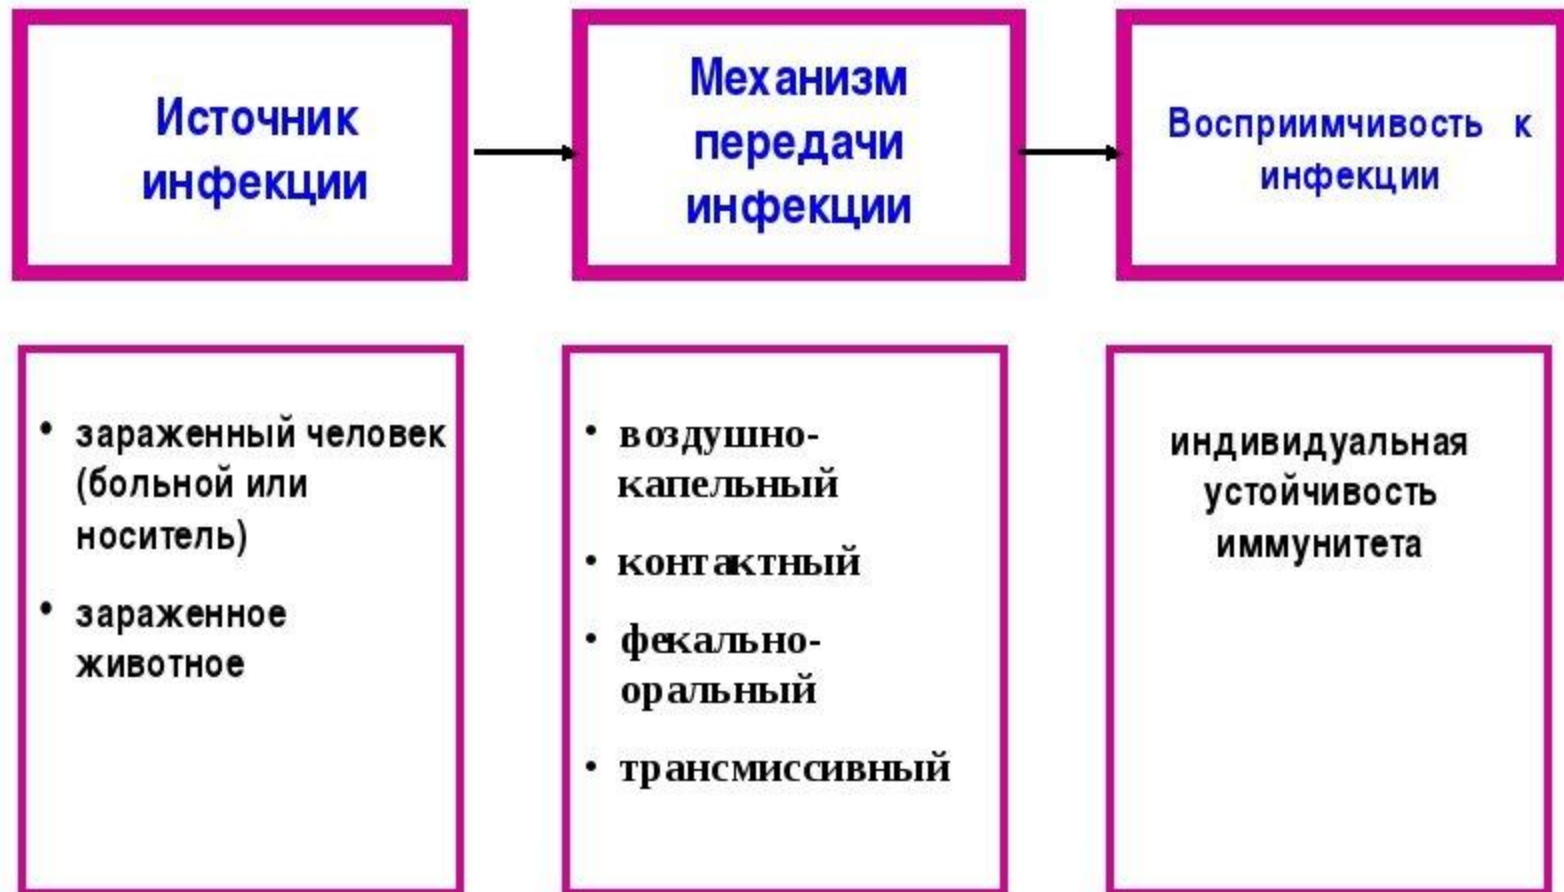 Источник
инфекции
Механизм
передачи
инфекции
Восприимчивость к
инфекции
• зараженный человек
(больной или
носитель)
• зараженное
животное
• воздушно-
капельный
• контактный
• фекально-
оральный
• трансмиссивный
индивидуальная
устойчивость
иммунитета